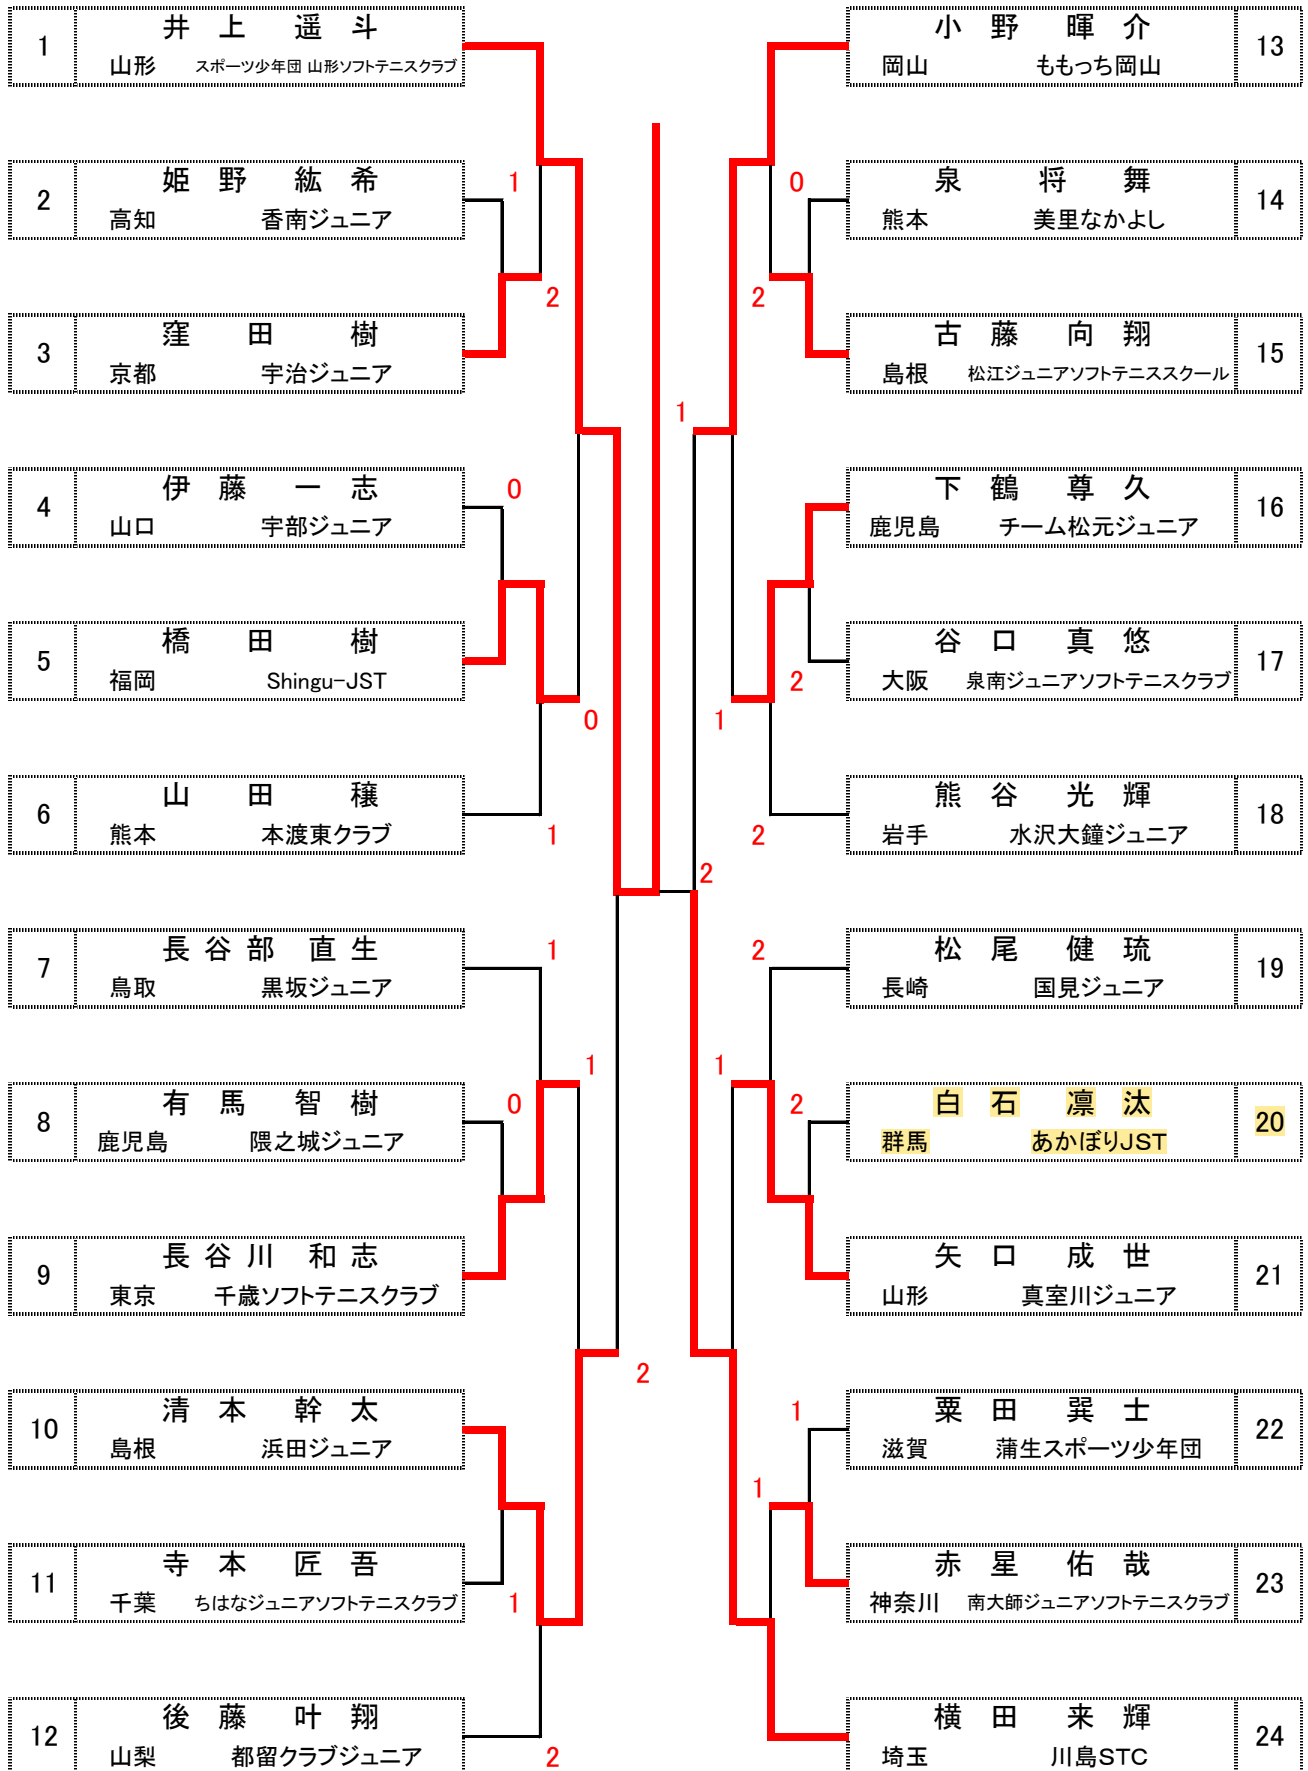 1
井上 遥斗
山形 スポーツ少年団 山形ソフトテニスクラブ
2
姫野 紘希
高知 香南ジュニア
1
3
窪田 樹
京都 宇治ジュニア
2
4
伊藤 一志
山口 宇部ジュニア
0
5
橋田 樹
福岡 Shingu-JST
0
6
山田 穣
熊本 本渡東クラブ
1
7
長谷部 直生
鳥取 黒坂ジュニア
1
8
有馬 智樹
鹿児島 隈之城ジュニア
0
1
9
長谷川 和志
東京 千歳ソフトテニスクラブ
2
10
清本 幹太
島根 浜田ジュニア
11
寺本 匠吾
千葉 ちはなジュニアソフトテニスクラブ
1
12
後藤 叶翔
山梨 都留クラブジュニア
2
小野 暉介
岡山 ももっち岡山
13
0
泉 将舞
熊本 美里なかよし
14
2
古藤 向翔
島根 松江ジュニアソフトテニススクール
15
1
下鶴 尊久
鹿児島 チーム松元ジュニア
16
谷口 真悠
大阪 泉南ジュニアソフトテニスクラブ
17
2
1
熊谷 光輝
岩手 水沢大鐘ジュニア
18
2
2
松尾 健琉
長崎 国見ジュニア
19
2
1
白石 凛汰
群馬 あかぼりJST
20
2
矢口 成世
山形 真室川ジュニア
21
粟田 巽士
滋賀 蒲生スポーツ少年団
22
1
1
赤星 佑哉
神奈川 南大師ジュニアソフトテニスクラブ
23
横田 来輝
埼玉 川島STC
24